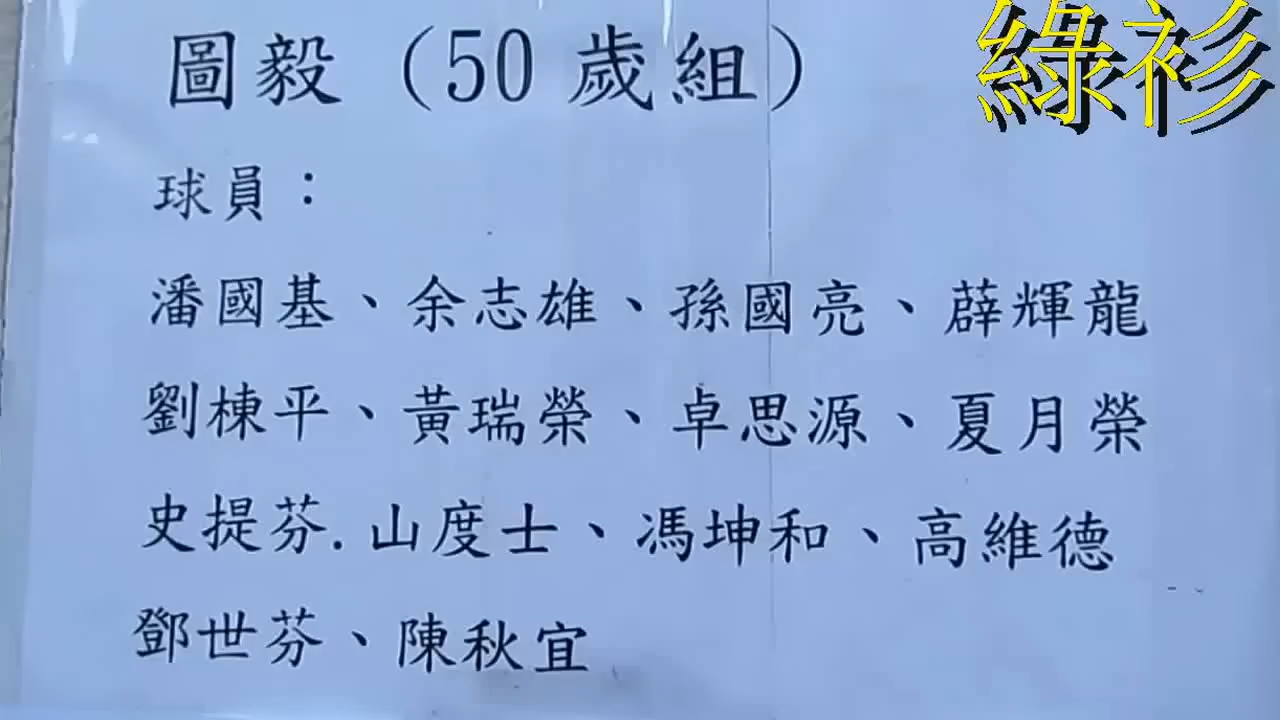 綠衫
圖毅（50 歲組）
球員：
潘國基、余志雄、孫國亮、薛輝龍
劉棟平、黃瑞榮、卓思源、夏月榮
史提芬.山度士、馮坤和、高維德
鄧世芬、陳秋宜